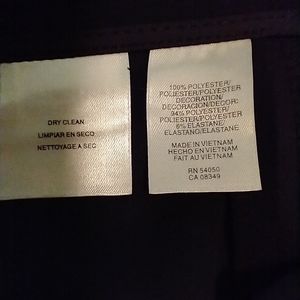 DRY CLEAN
LIMPIAR EN SECO
NETTOYAGE A SEC
100% POLYESTER/
POLIESTER/POLYESTER
DECORATION/
DECORACION/DECOR:
94% POLYESTER/
POLIESTER/POLYESTER
6% ELASTANE/
ELASTANO/ELASTANE
MADE IN VIETNAM
HECHO EN VIETNAM
FAIT AU VIETNAM
RN 54050
CA 08349